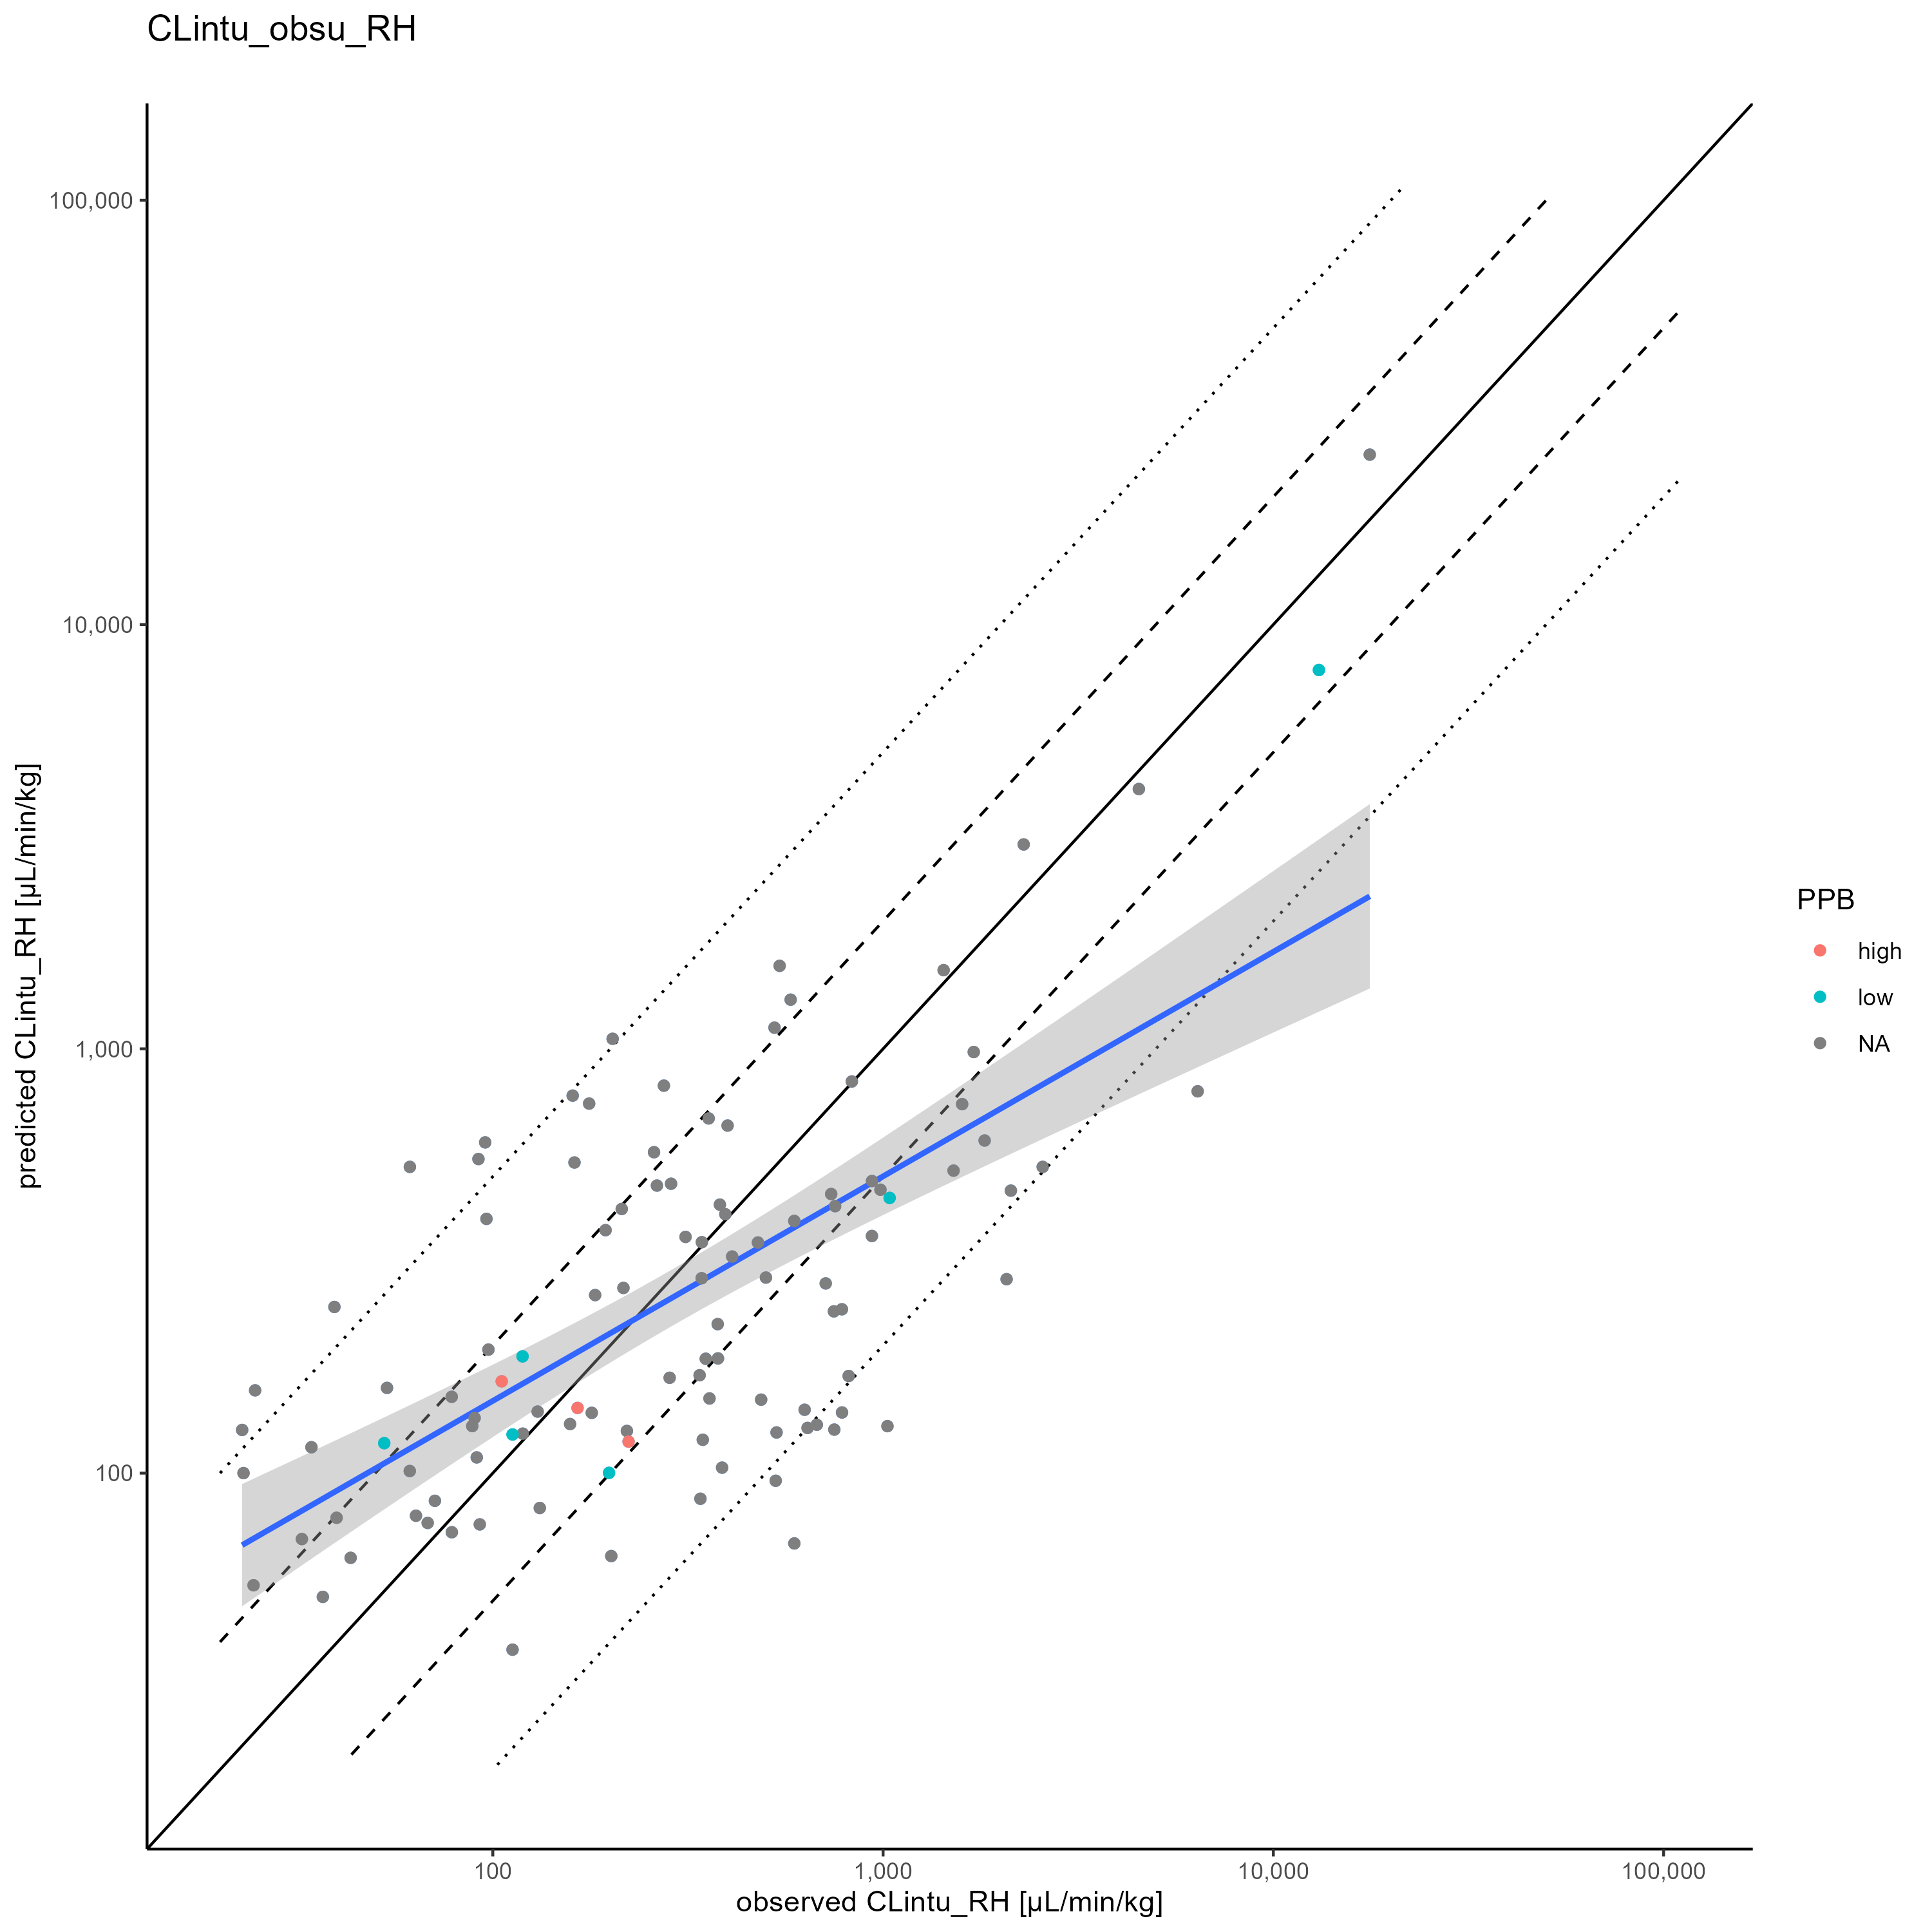 CLintu_obsu_RH
100,000
10,000
1,000
100
predicted CLintu_RH [µL/min/kg]
100
1,000
10,000
100,000
observed CLintu_RH [µL/min/kg]
PPB
high
low
NA